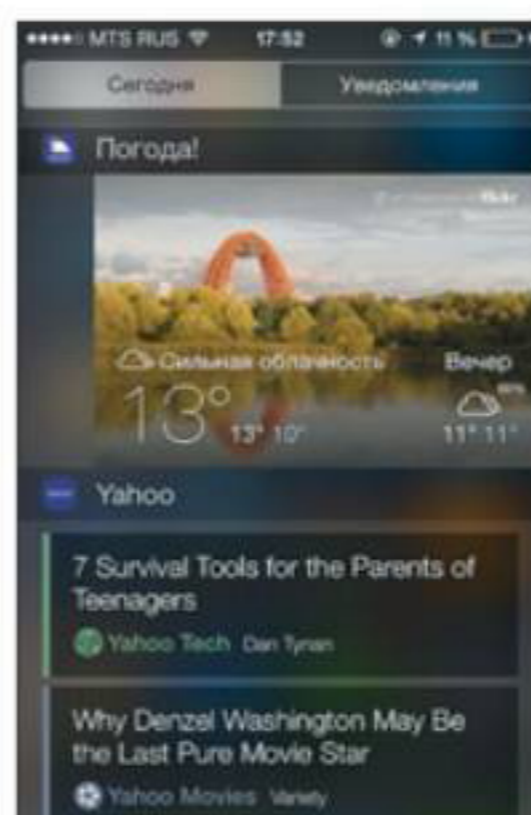 MTS RUS 17:52 11 %
Сегодня Уведомления
Погода!
flickr
Сильная облачность Вечер
13° 13° 10° 11° 11°
Yahoo
7 Survival Tools for the Parents of
Teenagers
Yahoo Tech Dan Tynan
Why Denzel Washington May Be
the Last Pure Movie Star
Yahoo Movies Variety